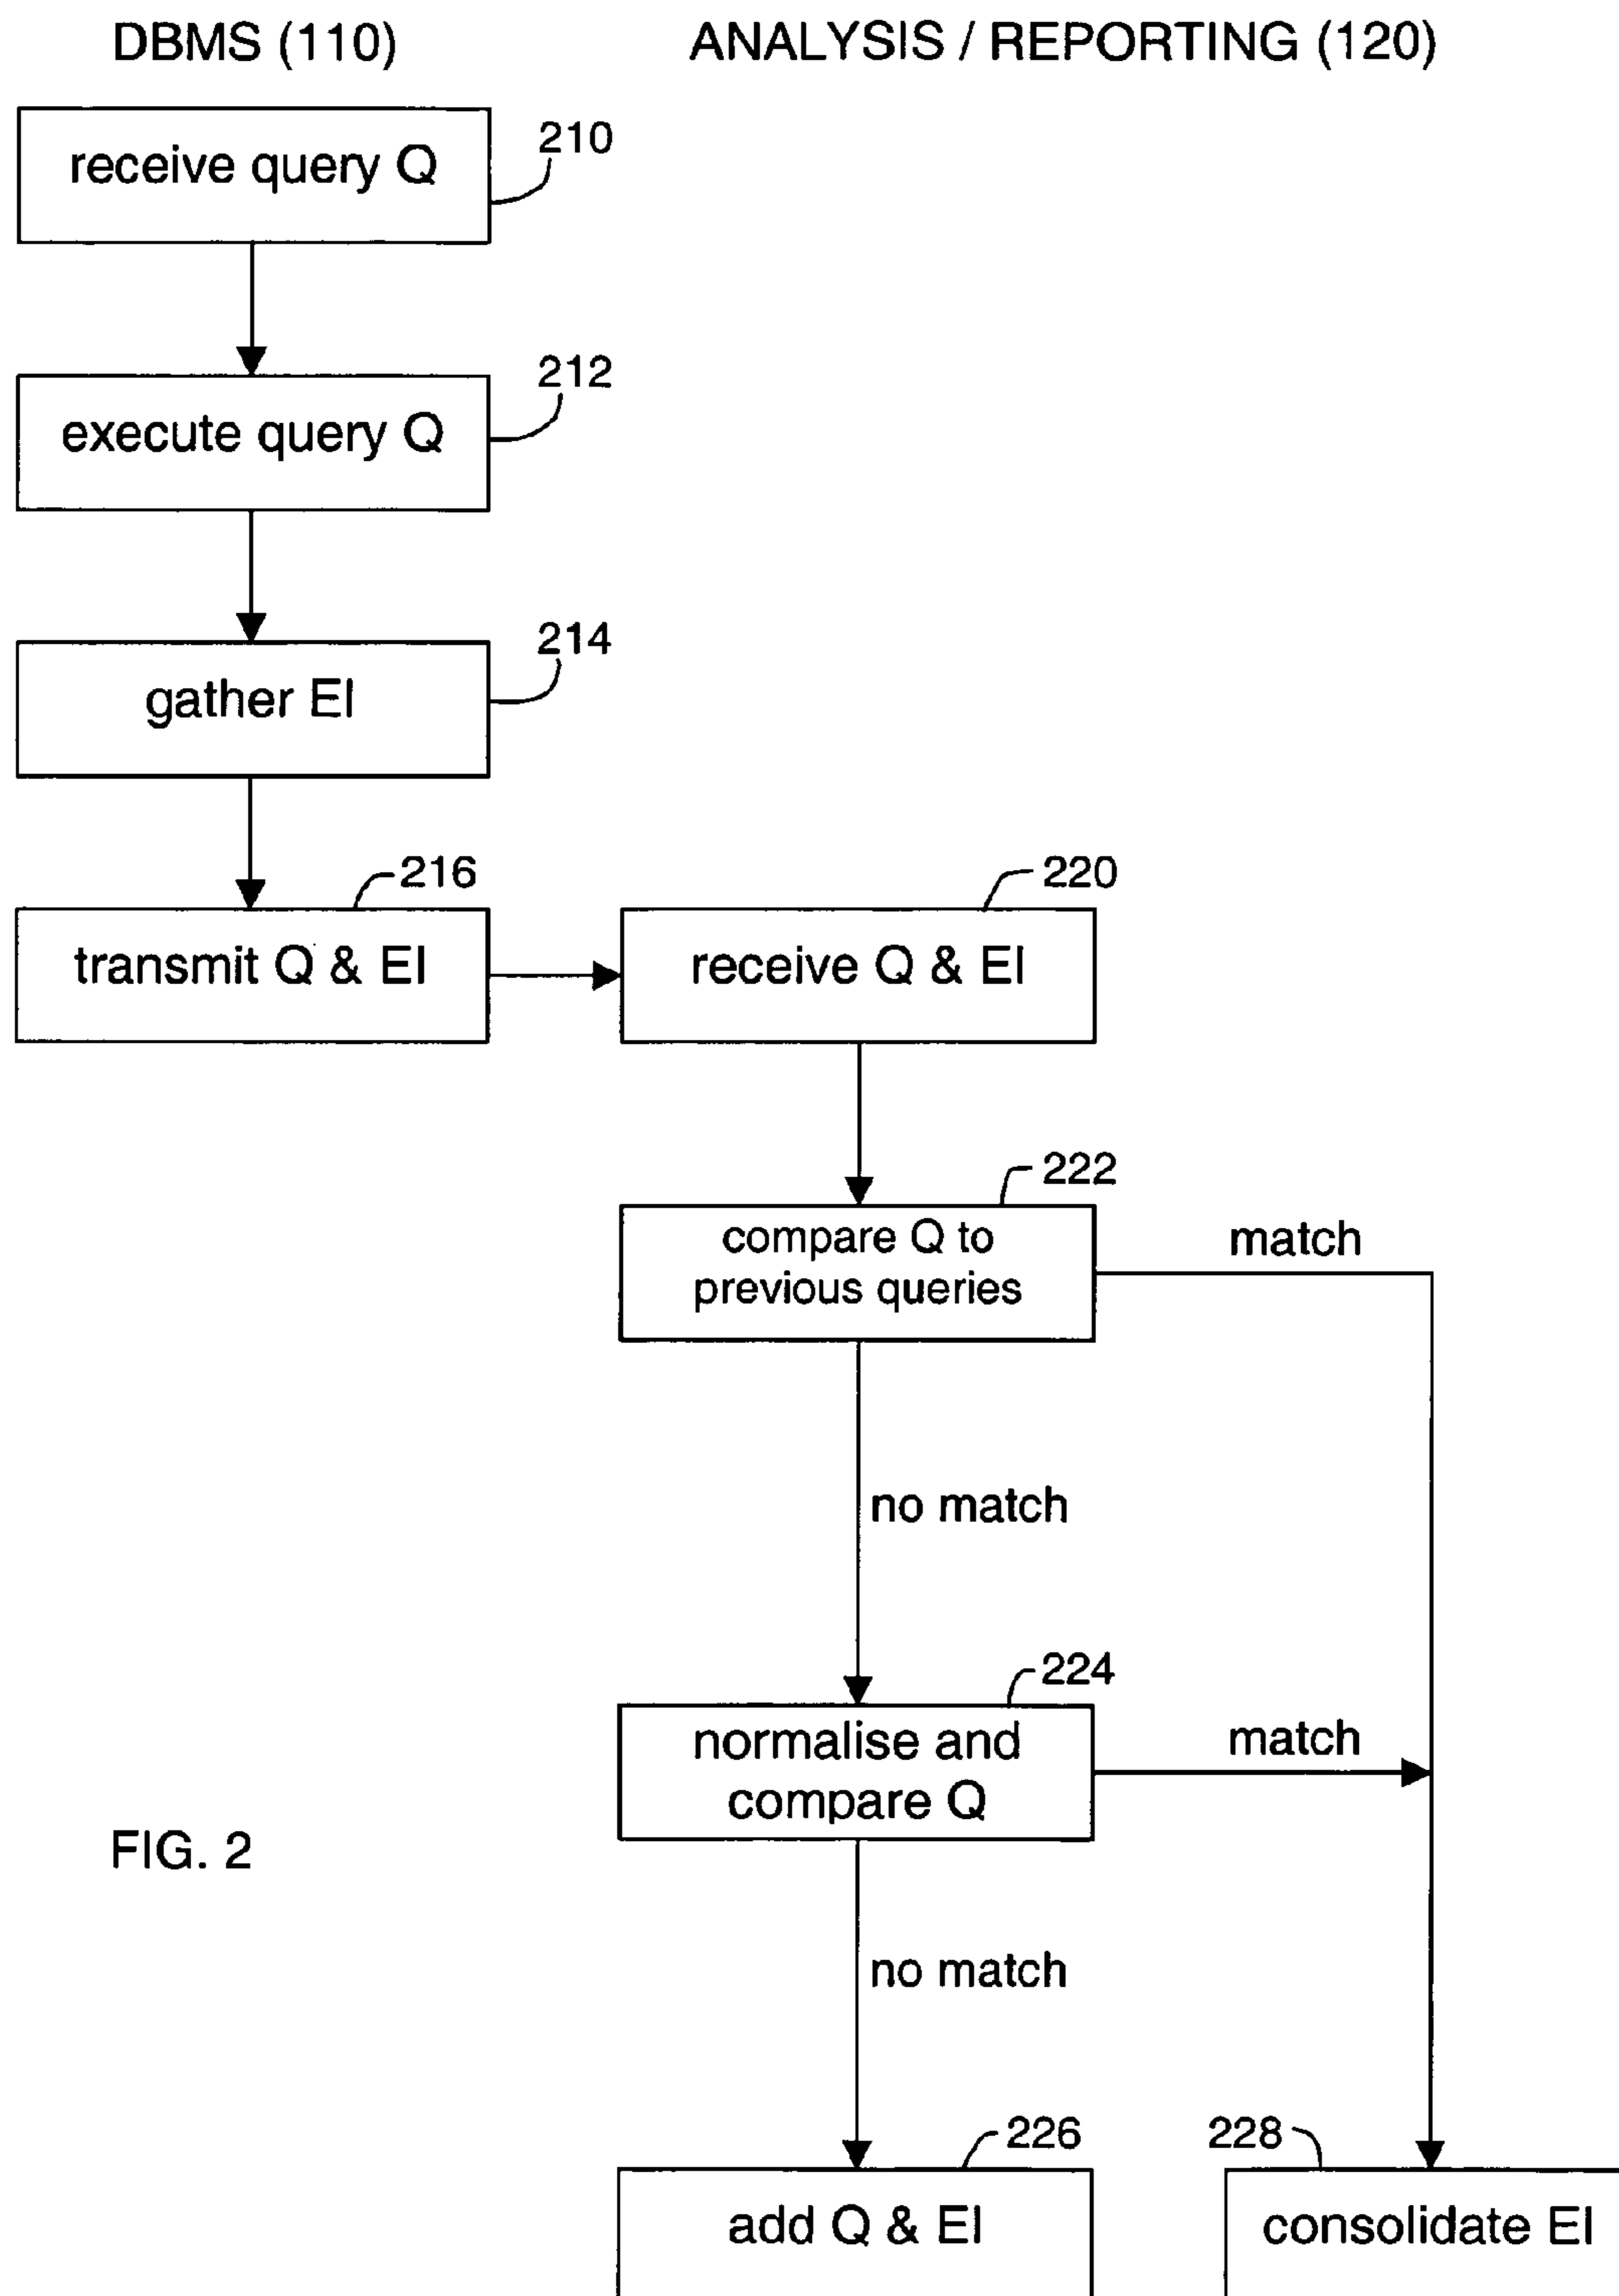 DBMS (110)
ANALYSIS / REPORTING (120)
receive query Q
210
execute query Q
212
gather EI
214
216
transmit Q & EI
220
receive Q & EI
222
compare Q to
previous queries
match
no match
224
normalise and
compare Q
match
FIG. 2
no match
226
add Q & EI
228
consolidate EI